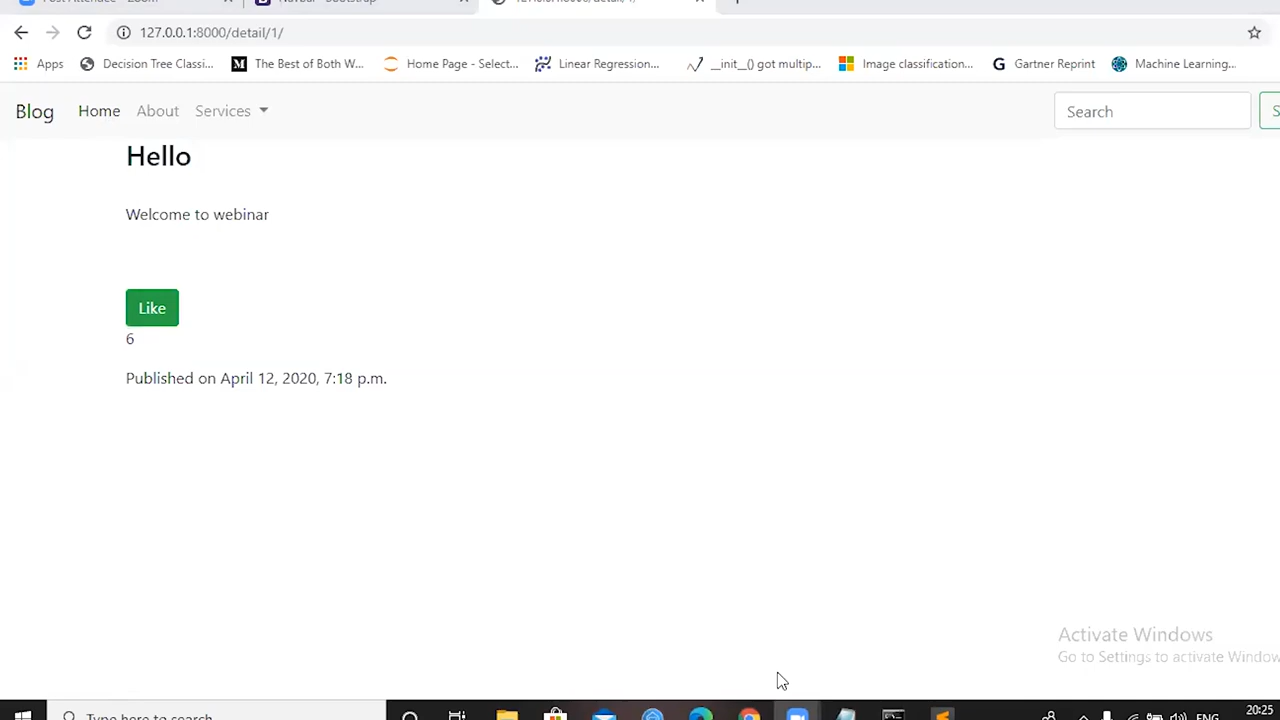 127.0.0.1:8000/detail/1/
Apps Decision Tree Classi... The Best of Both W... Home Page - Select... Linear Regression... __init__() got multip... Image classification... Gartner Reprint Machine Learning...
Blog Home About Services Search S
Hello
Welcome to webinar
Like
6
Published on April 12, 2020, 7:18 p.m.
Activate Windows
Go to Settings to activate Window
Type here to search
ENG
20:25